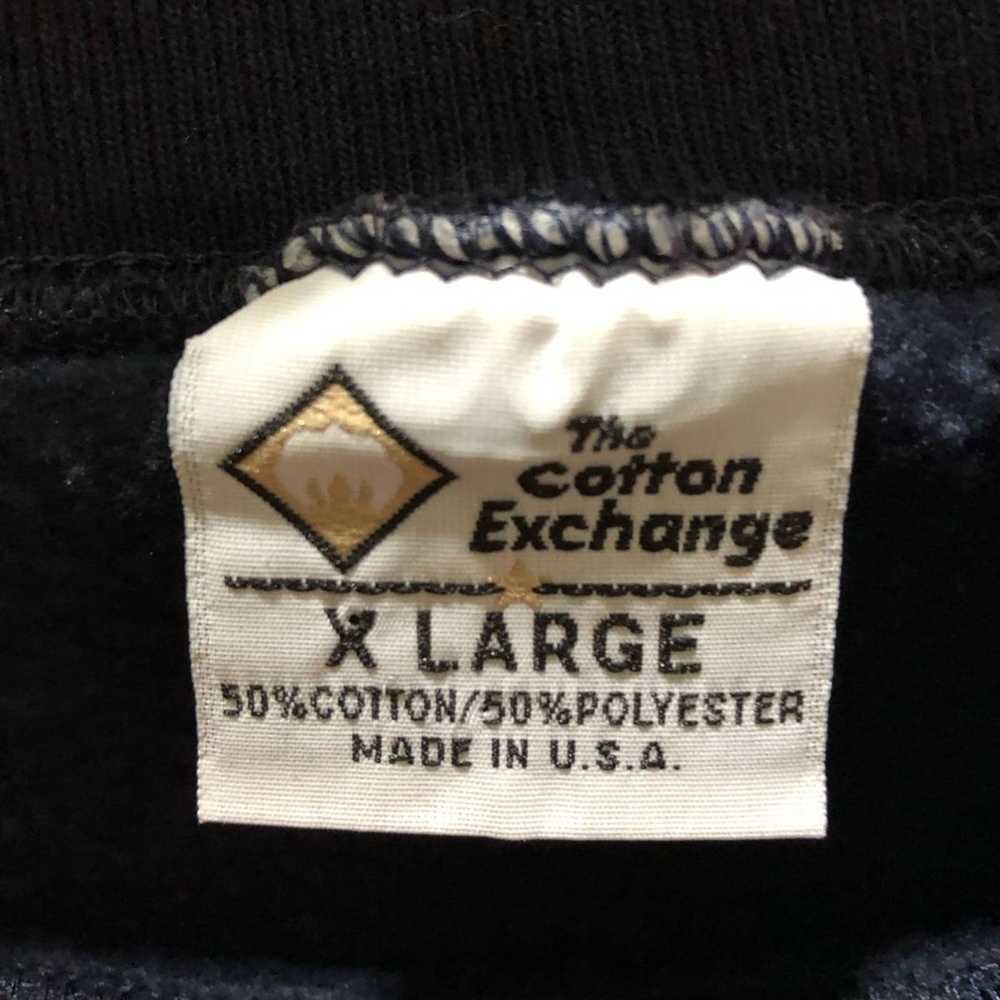 The
Cotton
Exchange
X LARGE
50%COTTON/50%POLYESTER
MADE IN U.S.A.